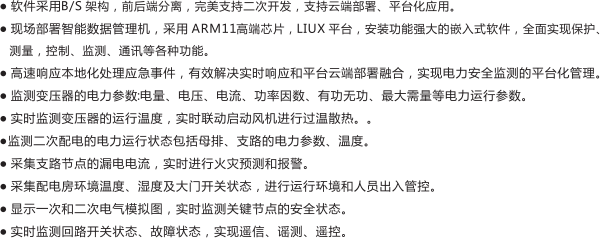 ● 软件采用B/S 架构，前后端分离，完美支持二次开发，支持云端部署、平台化应用。
● 现场部署智能数据管理机，采用 ARM11高端芯片，LIUX 平台，安装功能强大的嵌入式软件，全面实现保护、
测量，控制、监测、通讯等各种功能。
● 高速响应本地化处理应急事件，有效解决实时响应和平台云端部署融合，实现电力安全监测的平台化管理。
● 监测变压器的电力参数:电量、电压、电流、功率因数、有功无功、最大需量等电力运行参数。
● 实时监测变压器的运行温度，实时联动启动风机进行过温散热。。
●监测二次配电的电力运行状态包括母排、支路的电力参数、温度。
● 采集支路节点的漏电电流，实时进行火灾预测和报警。
● 采集配电房环境温度、湿度及大门开关状态，进行运行环境和人员出入管控。
● 显示一次和二次电气模拟图，实时监测关键节点的安全状态。
● 实时监测回路开关状态、故障状态，实现遥信、谣测、遥控。